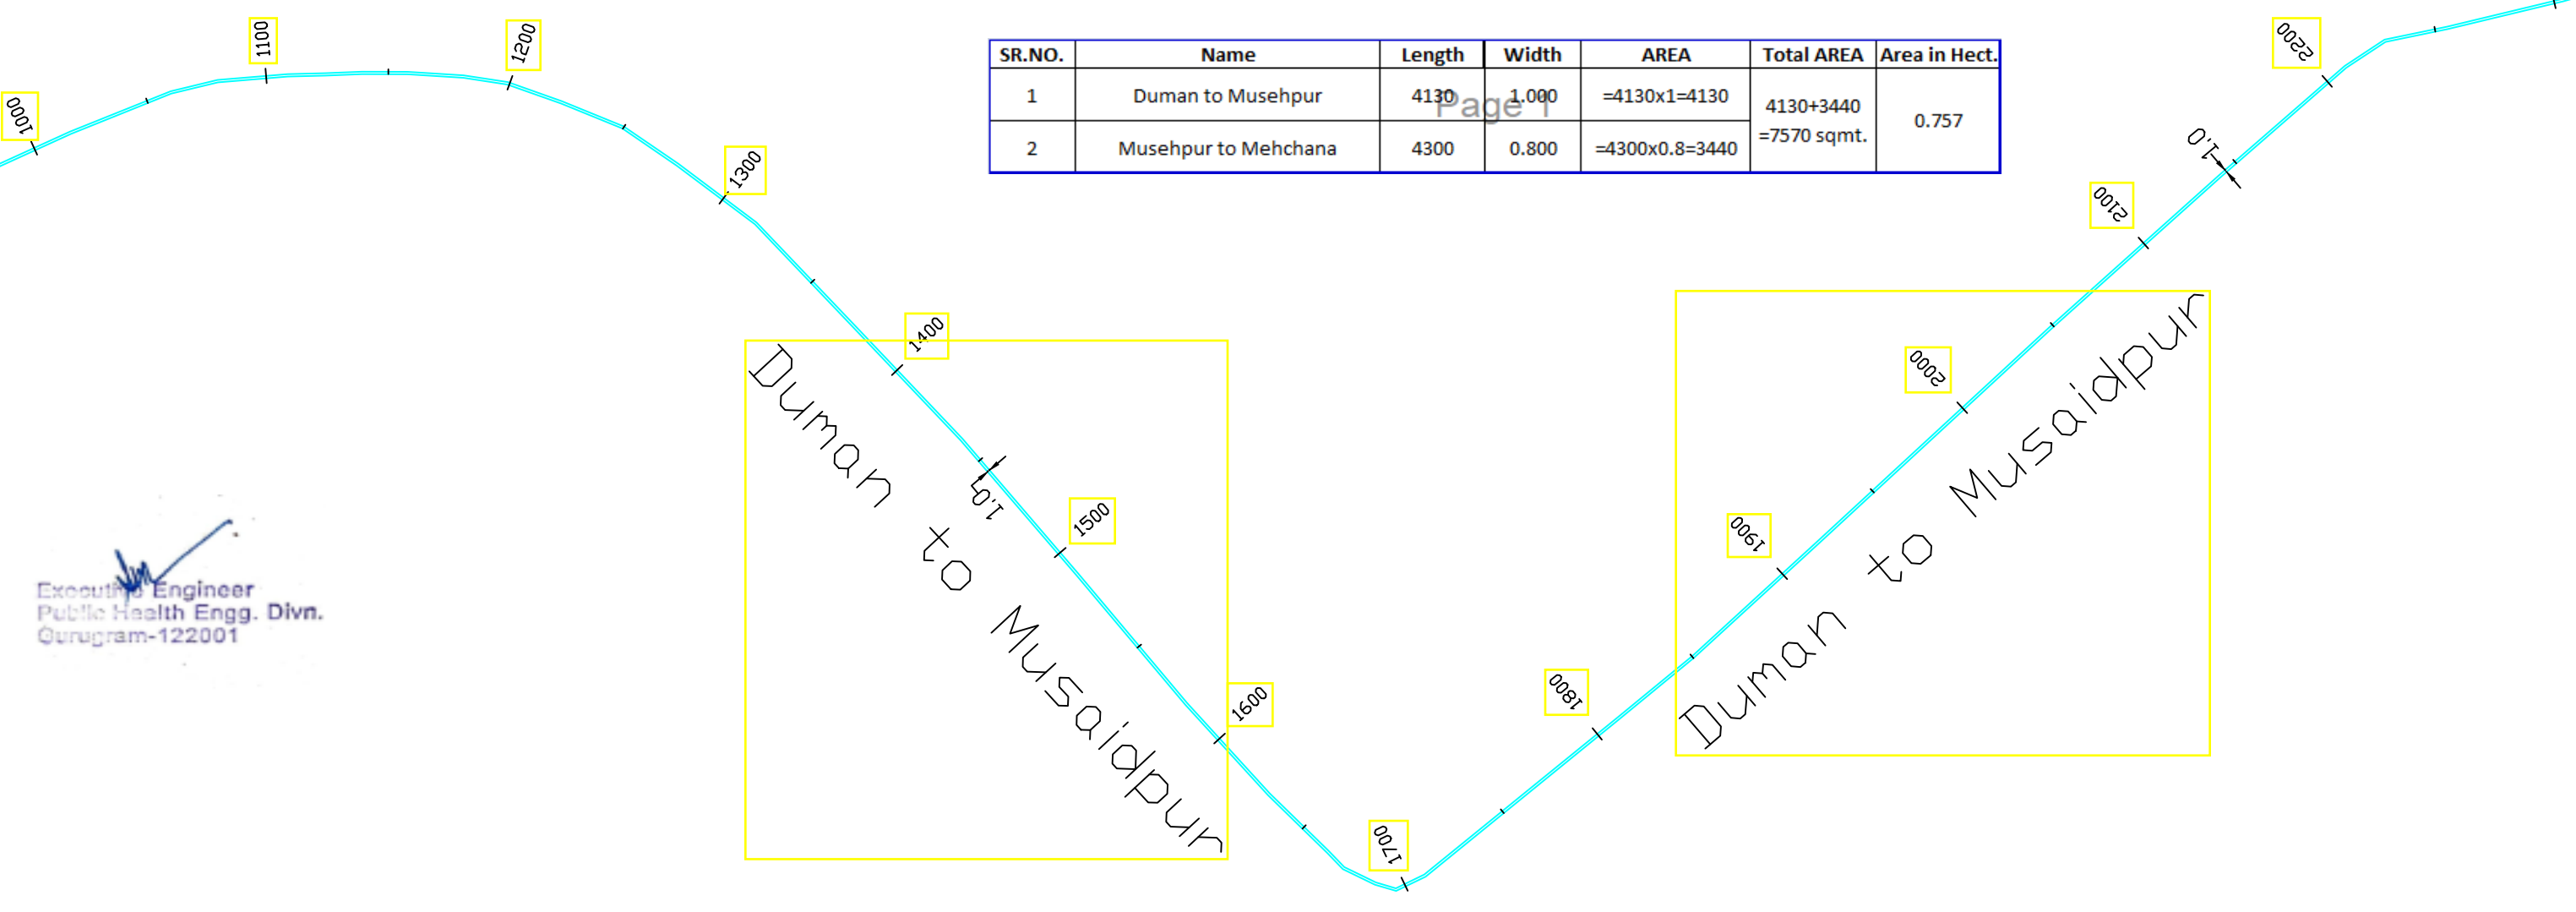 1000
1100
1200
1300
1400
1500
1600
1700
1800
1900
2000
2100
2200
SR.NO. Name Length Width AREA Total AREA Area in Hect.
1 Duman to Musehpur 4130 1.000 =4130x1=4130 4130+3440 =7570 sqmt. 0.757
2 Musehpur to Mehchana 4300 0.800 =4300x0.8=3440
Page 1
Duman to Musaidpur
1.0
Duman to Musaidpur
1.0
Executive Engineer
Public Health Engg. Divn.
Gurugram-122001